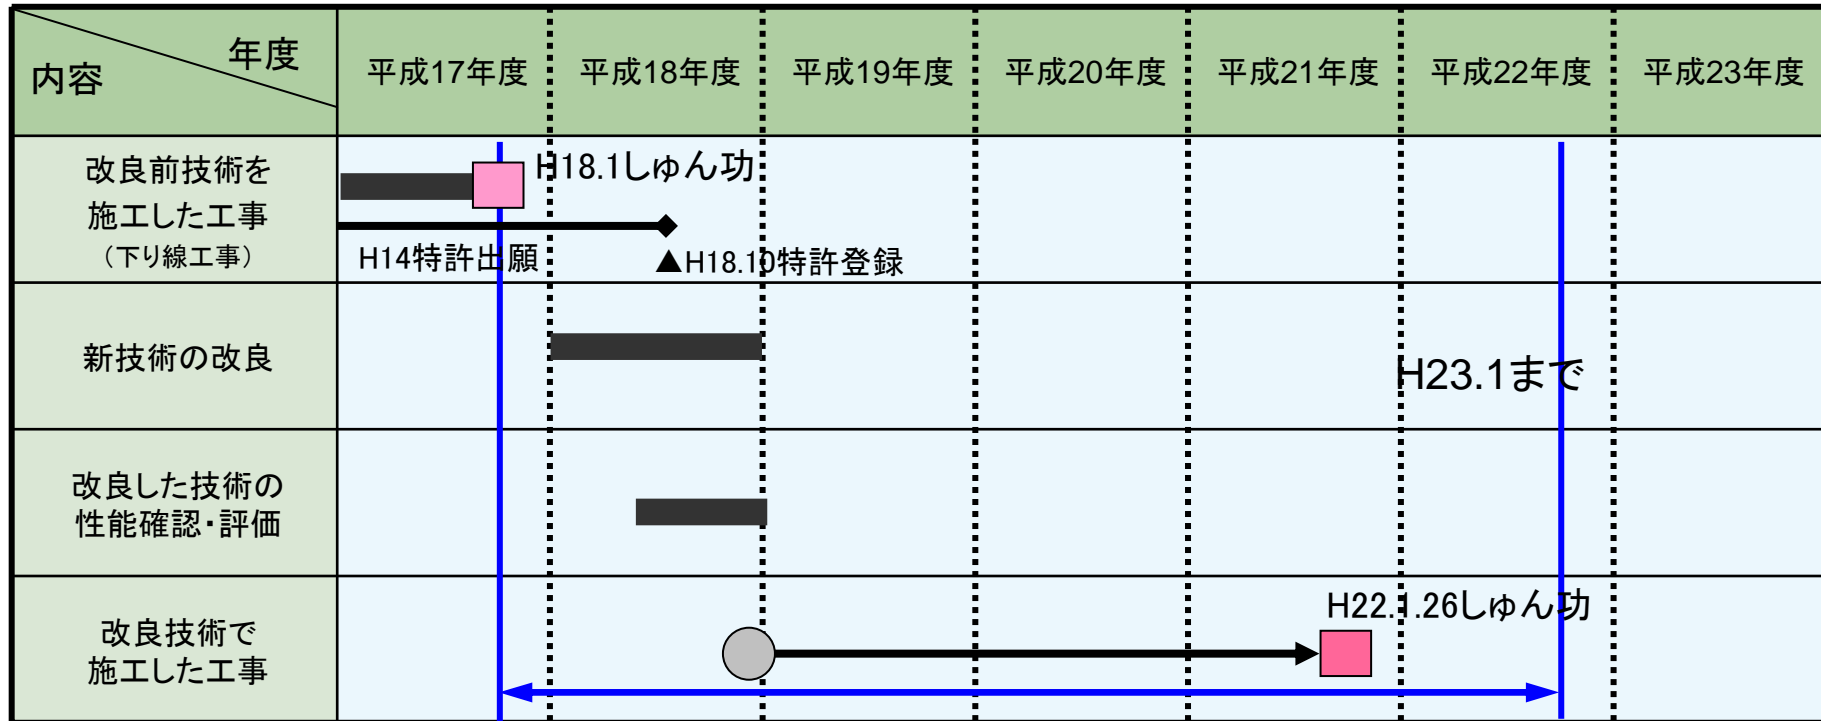 年度
内容
平成17年度 平成18年度 平成19年度 平成20年度 平成21年度 平成22年度 平成23年度
改良前技術を
施工した工事
（下り線工事）
H18.1しゅん功
H14特許出願
▲H18.10特許登録
新技術の改良
H23.1まで
改良した技術の
性能確認・評価
改良技術で
施工した工事
H22.1.26しゅん功